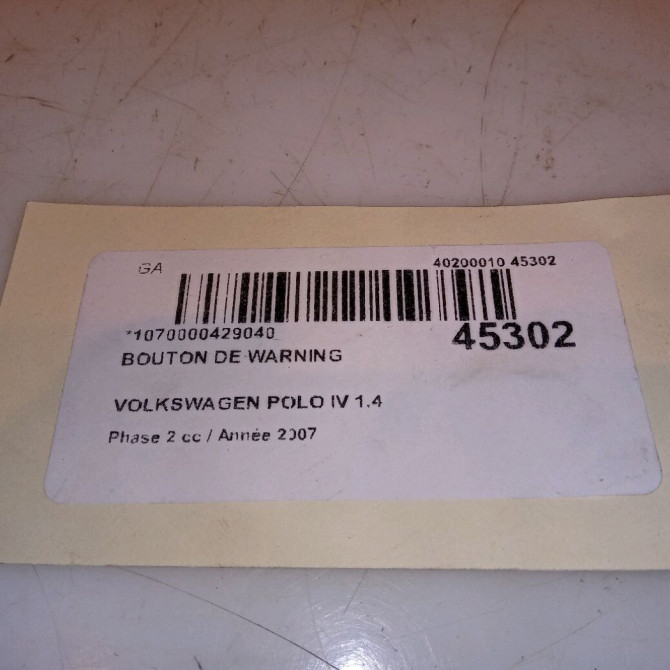 GA 40200010 45302
*1070000429040 45302
BOUTON DE WARNING
VOLKSWAGEN POLO IV 1.4
Phase 2 cc / Année 2007